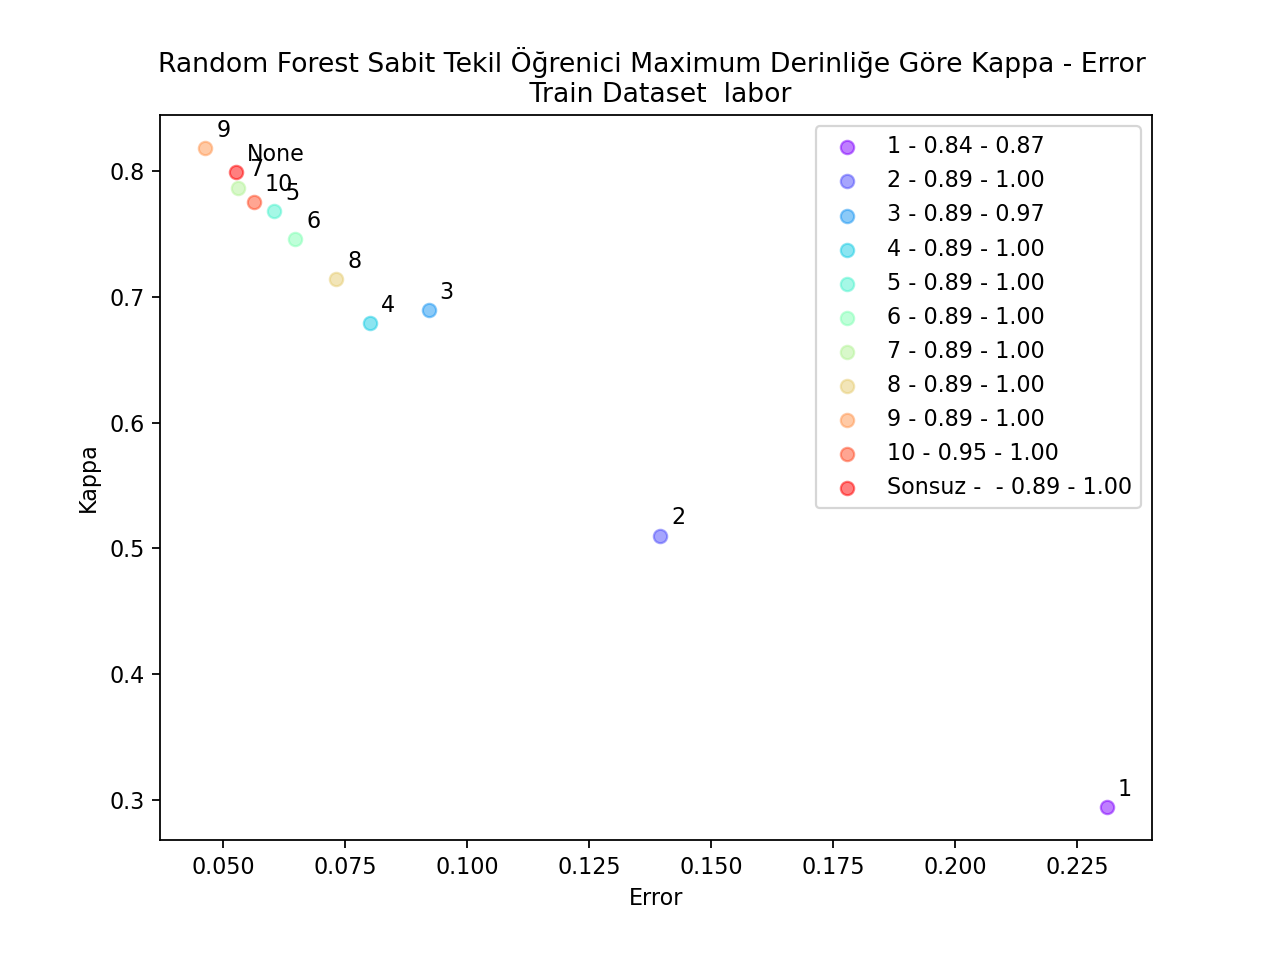 Random Forest Sabit Tekil Öğrenici Maximum Derinliğe Göre Kappa - Error
Train Dataset  labor
Kappa
0.8
0.7
0.6
0.5
0.4
0.3
9
None
7
10
5
6
8
4
3
2
1
1 - 0.84 - 0.87
2 - 0.89 - 1.00
3 - 0.89 - 0.97
4 - 0.89 - 1.00
5 - 0.89 - 1.00
6 - 0.89 - 1.00
7 - 0.89 - 1.00
8 - 0.89 - 1.00
9 - 0.89 - 1.00
10 - 0.95 - 1.00
Sonsuz -  - 0.89 - 1.00
0.050 0.075 0.100 0.125 0.150 0.175 0.200 0.225
Error